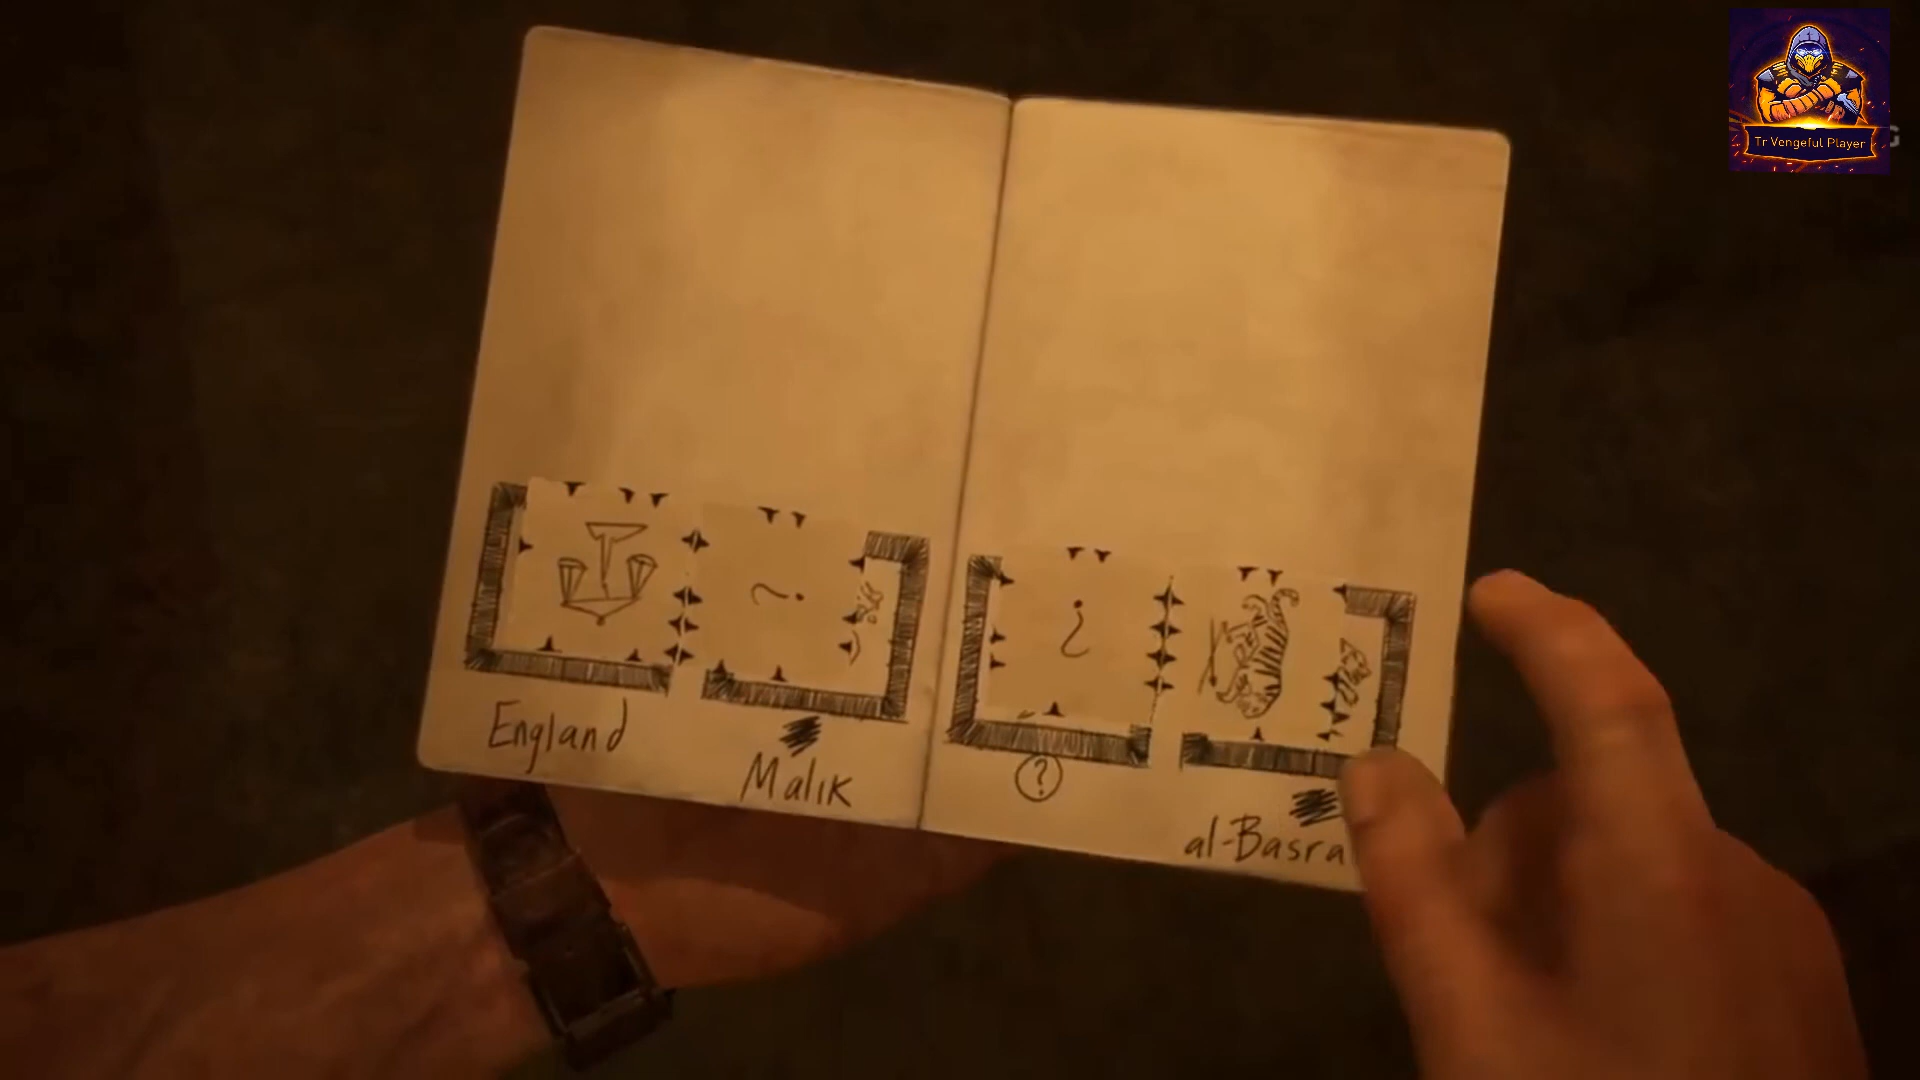 Tr Vengeful Player
?
?
England
Malik
?
al-Basra